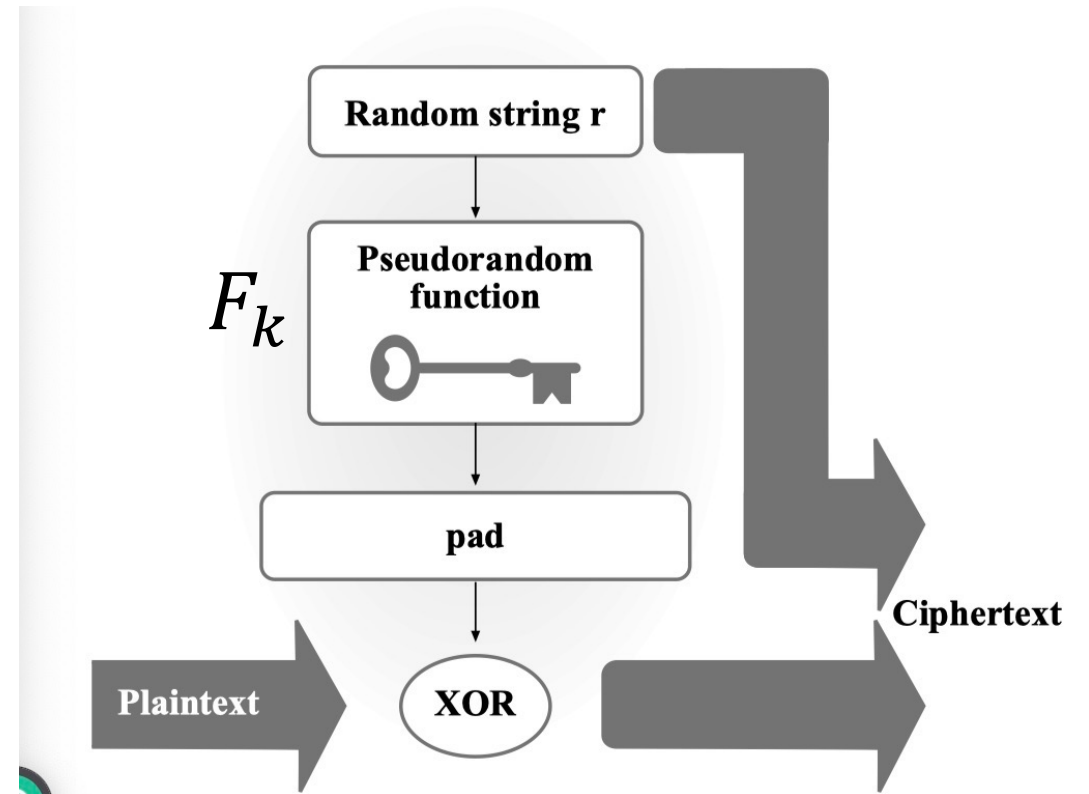 Random string r
Pseudorandom
function
F_k
pad
Ciphertext
Plaintext
XOR